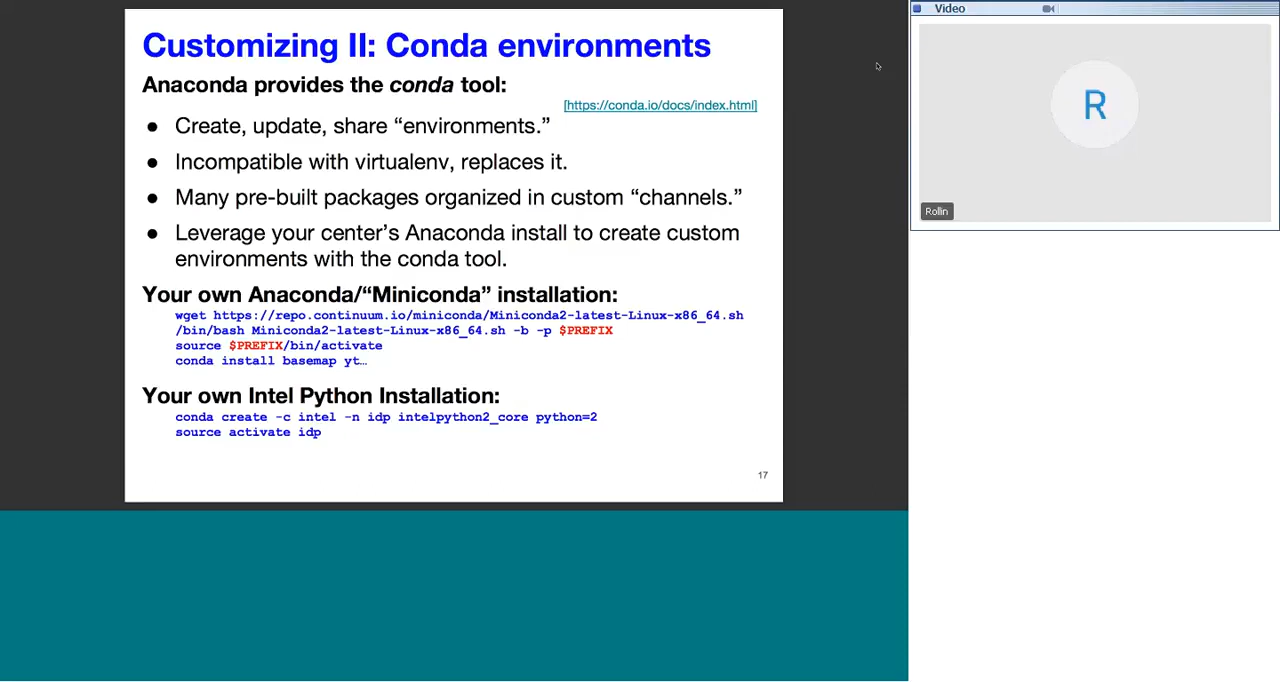 Customizing II: Conda environments
Anaconda provides the conda tool:
[https://conda.io/docs/index.html]
● Create, update, share “environments.”
● Incompatible with virtualenv, replaces it.
● Many pre-built packages organized in custom “channels.”
● Leverage your center’s Anaconda install to create custom
environments with the conda tool.
Your own Anaconda/“Miniconda” installation:
wget https://repo.continuum.io/miniconda/Miniconda2-latest-Linux-x86_64.sh
/bin/bash Miniconda2-latest-Linux-x86_64.sh -b -p $PREFIX
source $PREFIX/bin/activate
conda install basemap yt…
Your own Intel Python Installation:
conda create -c intel -n idp intelpython2_core python=2
source activate idp
17
Video
R
Rollin